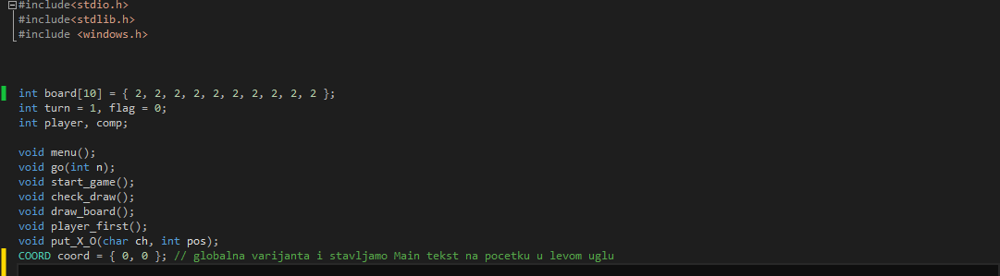 #include<stdio.h>
#include<stdlib.h>
#include <windows.h>
int board[10] = { 2, 2, 2, 2, 2, 2, 2, 2, 2, 2 };
int turn = 1, flag = 0;
int player, comp;
void menu();
void go(int n);
void start_game();
void check_draw();
void draw_board();
void player_first();
void put_X_O(char ch, int pos);
COORD coord = { 0, 0 }; // globalna varijanta i stavljamo Main tekst na pocetku u levom uglu